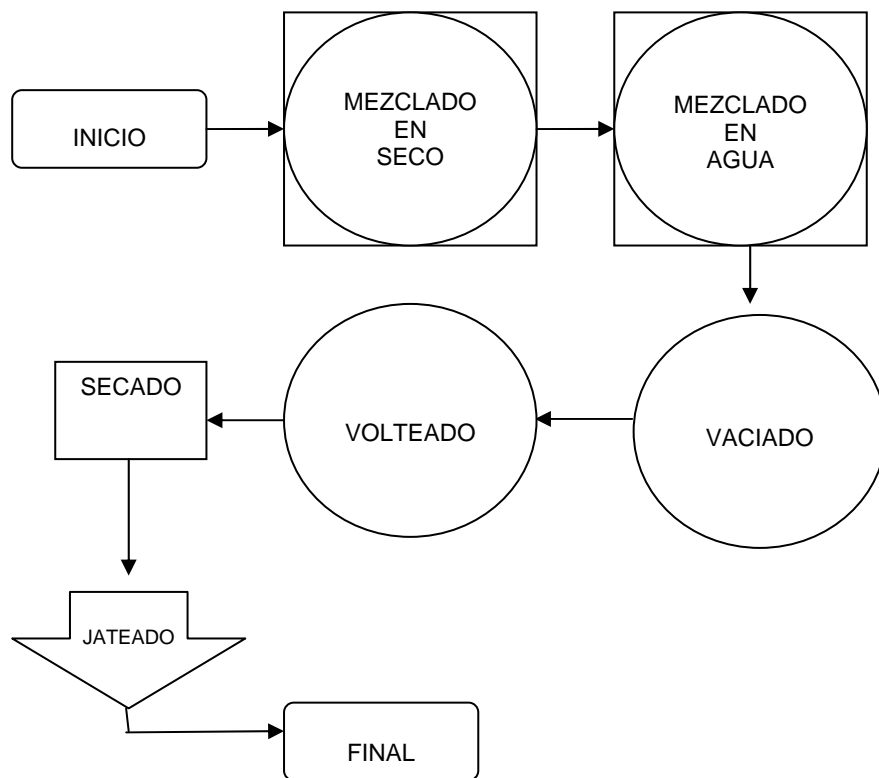 INICIO
MEZCLADO
EN
SECO
MEZCLADO
EN
AGUA
VACIADO
VOLTEADO
SECADO
JATEADO
FINAL